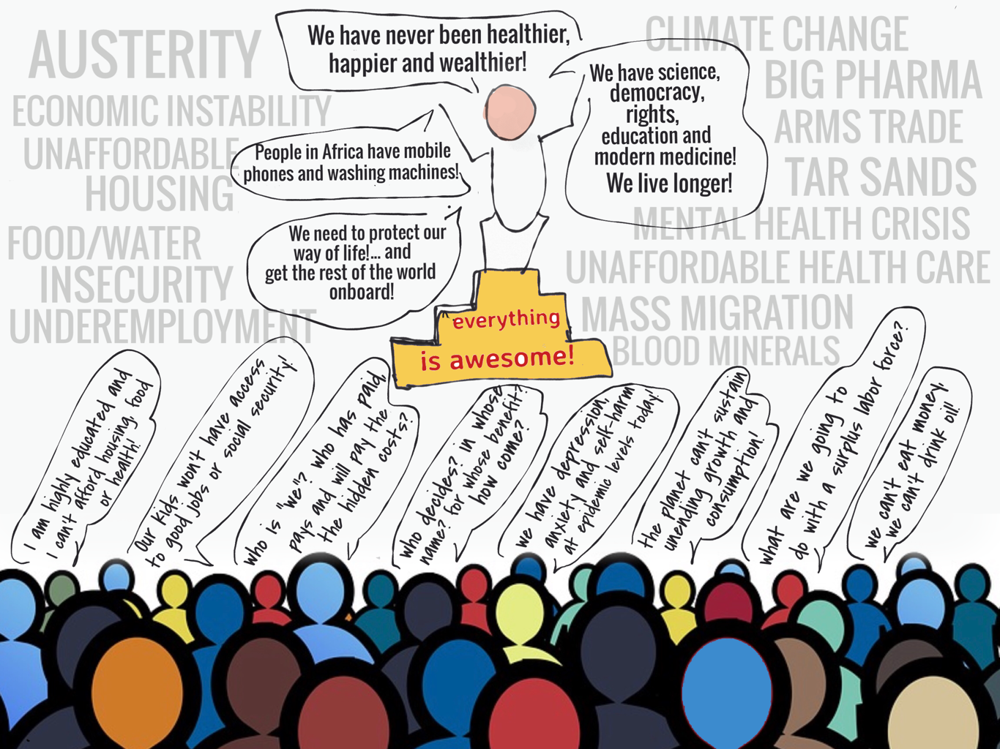 AUSTERITY
ECONOMIC INSTABILITY
UNAFFORDABLE
HOUSING
FOOD/WATER
INSECURITY
UNDEREMPLOYMENT
We have never been healthier,
happier and wealthier!
People in Africa have mobile
phones and washing machines!
We need to protect our
way of life!... and
get the rest of the world
onboard!
We have science,
democracy,
rights,
education and
modern medicine!
We live longer!
CLIMATE CHANGE
BIG PHARMA
ARMS TRADE
TAR SANDS
MENTAL HEALTH CRISIS
UNAFFORDABLE HEALTH CARE
MASS MIGRATION
BLOOD MINERALS
everything
is awesome!
I am highly educated and
I can't afford housing, food
or health!
Our kids won't have access
to good jobs or social security!
who is "we"? who has paid,
pays and will pay the
the hidden costs?
who decides? in whose
name? for whose benefit?
how come?
we have depression,
anxiety and self-harm
at epidemic levels today!
the planet can't sustain
unending growth and
consumption!
what are we going to
do with a surplus labor force?
we can't eat money,
we can't drink oil!